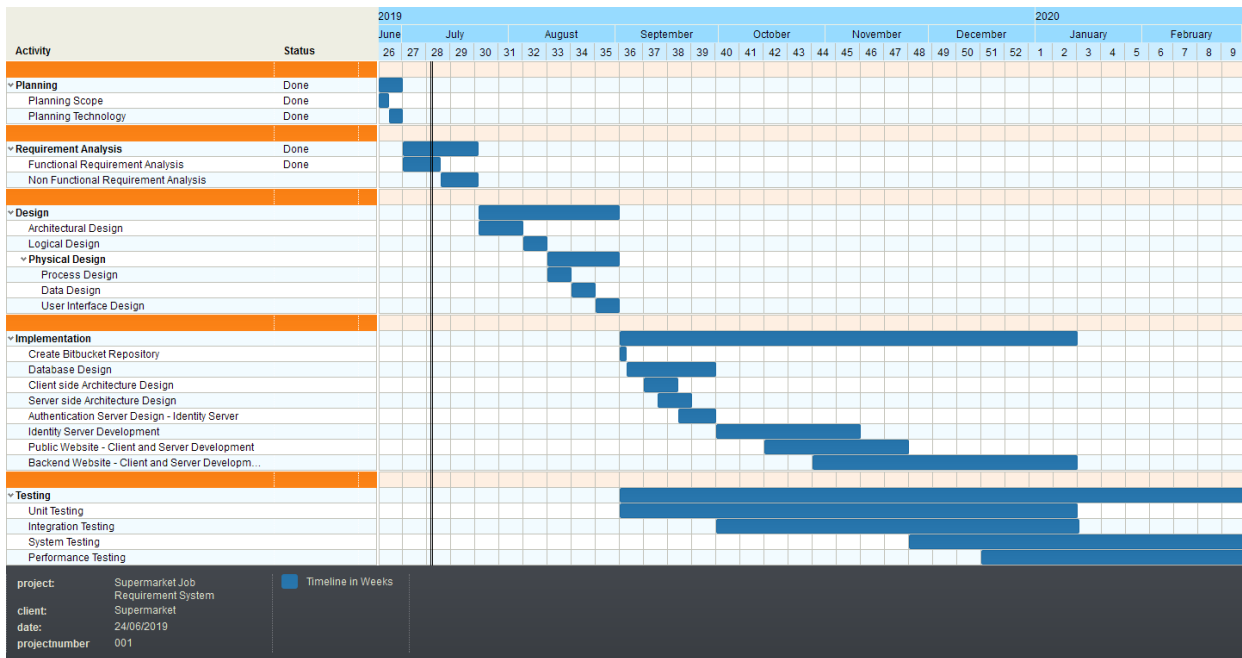 2019 2020
June July August September October November December January February
Activity Status 26 27 28 29 30 31 32 33 34 35 36 37 38 39 40 41 42 43 44 45 46 47 48 49 50 51 52 1 2 3 4 5 6 7 8 9
Planning Done
Planning Scope Done
Planning Technology Done
Requirement Analysis Done
Functional Requirement Analysis Done
Non Functional Requirement Analysis
Design
Architectural Design
Logical Design
Physical Design
Process Design
Data Design
User Interface Design
Implementation
Create Bitbucket Repository
Database Design
Client side Architecture Design
Server side Architecture Design
Authentication Server Design - Identity Server
Identity Server Development
Public Website - Client and Server Development
Backend Website - Client and Server Developm...
Testing
Unit Testing
Integration Testing
System Testing
Performance Testing
project: Supermarket Job Timeline in Weeks
Requirement System
client: Supermarket
date: 24/06/2019
projectnumber 001